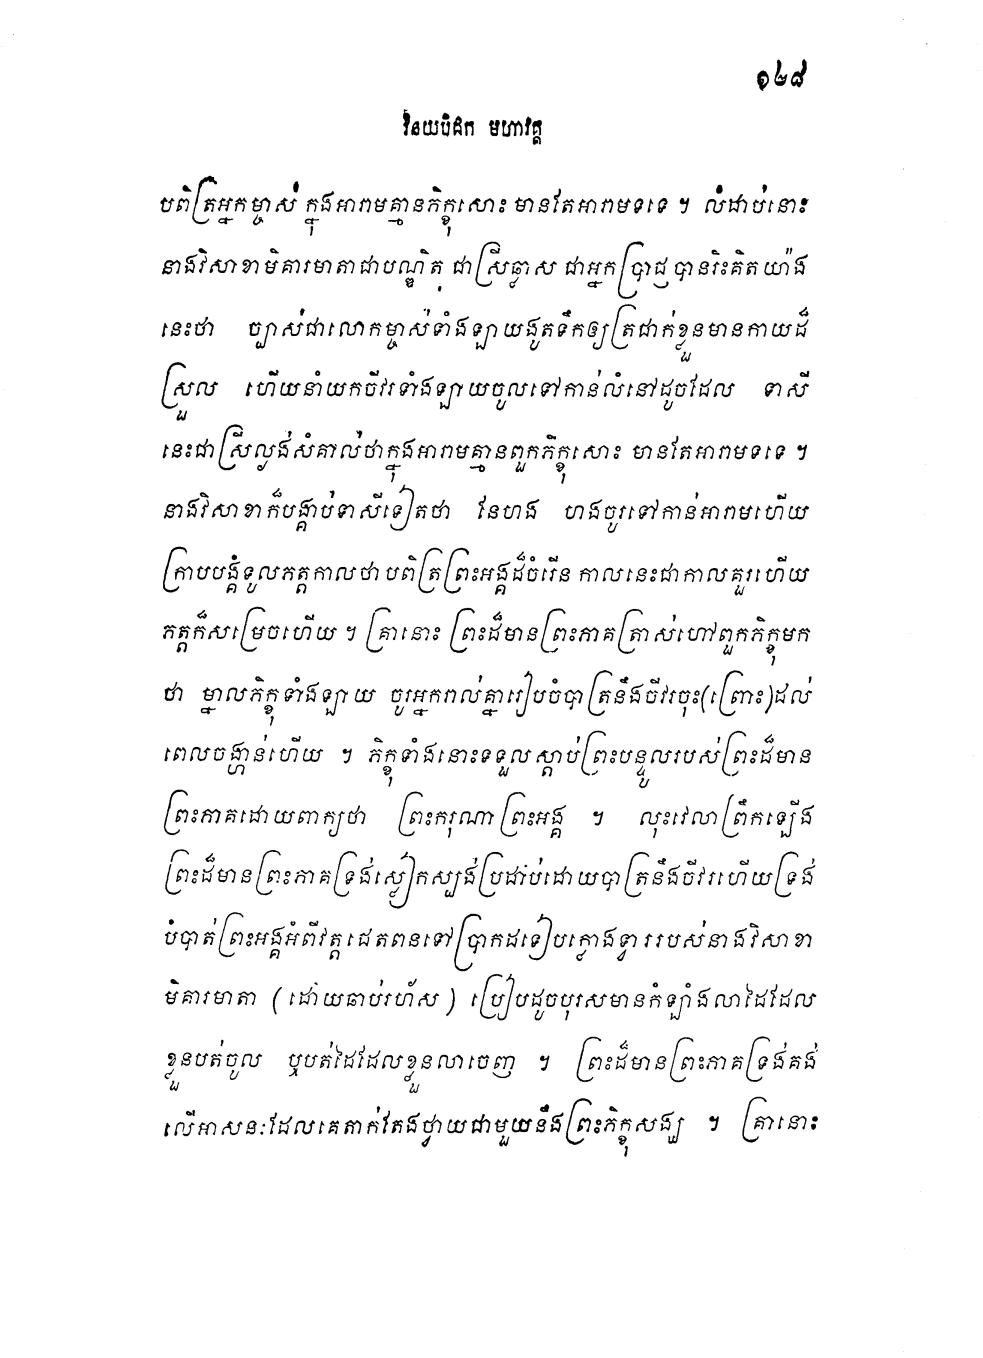 ១២៨
វិនយបិដក មហាវគ្គ
បពិត្រអ្នកម្ចាស់ ក្នុងអារាមគ្មានភិក្ខុសោះ មានតែអារាមទទេ ។ លំដាប់នោះ
នាងវិសាខាមិគារមាតាជាបណ្ឌិត ជាស្រីឆ្លាស ជាអ្នកប្រាជ្ញបានរិះគិតយ៉ាង
នេះថា ច្បាស់ជាលោកម្ចាស់ទាំងឡាយងូតទឹកឲ្យត្រជាក់ខ្លួនមានកាយដ៏
ស្រួល ហើយនាំយកចីវរទាំងឡាយចូលទៅកាន់លំនៅដូចដែល ទាសី
នេះជាស្រីល្ងង់សំគាល់ថាក្នុងអារាមគ្មានពួកភិក្ខុសោះ មានតែអារាមទទេ ។
នាងវិសាខាក៏បង្គាប់ទាសីទៀតថា នែហង ហងចូរទៅកាន់អារាមហើយ
ក្រាបបង្គំទូលភត្តកាលថា បពិត្រព្រះអង្គដ៏ចំរើន កាលនេះជាកាលគួរហើយ
ភត្តក៏សម្រេចហើយ ។ គ្រានោះ ព្រះដ៏មានព្រះភាគត្រាស់ហៅពួកភិក្ខុមក
ថា ម្នាលភិក្ខុទាំងឡាយ ចូរអ្នករាល់គ្នារៀបចំបាត្រនឹងចីវរចុះ(ព្រោះ)ដល់
ពេលចង្ហាន់ហើយ ។ ភិក្ខុទាំងនោះទទួលស្តាប់ព្រះបន្ទូលរបស់ព្រះដ៏មាន
ព្រះភាគដោយពាក្យថា ព្រះករុណាព្រះអង្គ ។ លុះវេលាព្រឹកឡើង
ព្រះដ៏មានព្រះភាគទ្រង់ស្លៀកស្បង់ប្រដាប់ដោយបាត្រនឹងចីវរហើយទ្រង់
បំបាត់ព្រះអង្គអំពីវត្តជេតពនទៅប្រាកដទៀបក្លោងទ្វាររបស់នាងវិសាខា
មិគារមាតា (ដោយឆាប់រហ័ស) ប្រៀបដូចបុរសមានកំឡាំងលាដៃដែល
ខ្លួនបត់ចូល ឬបត់ដៃដែលខ្លួនលាចេញ ។ ព្រះដ៏មានព្រះភាគទ្រង់គង់
លើអាសនៈដែលគេតាក់តែងថ្វាយជាមួយនឹងព្រះភិក្ខុសង្ឃ ។ គ្រានោះ